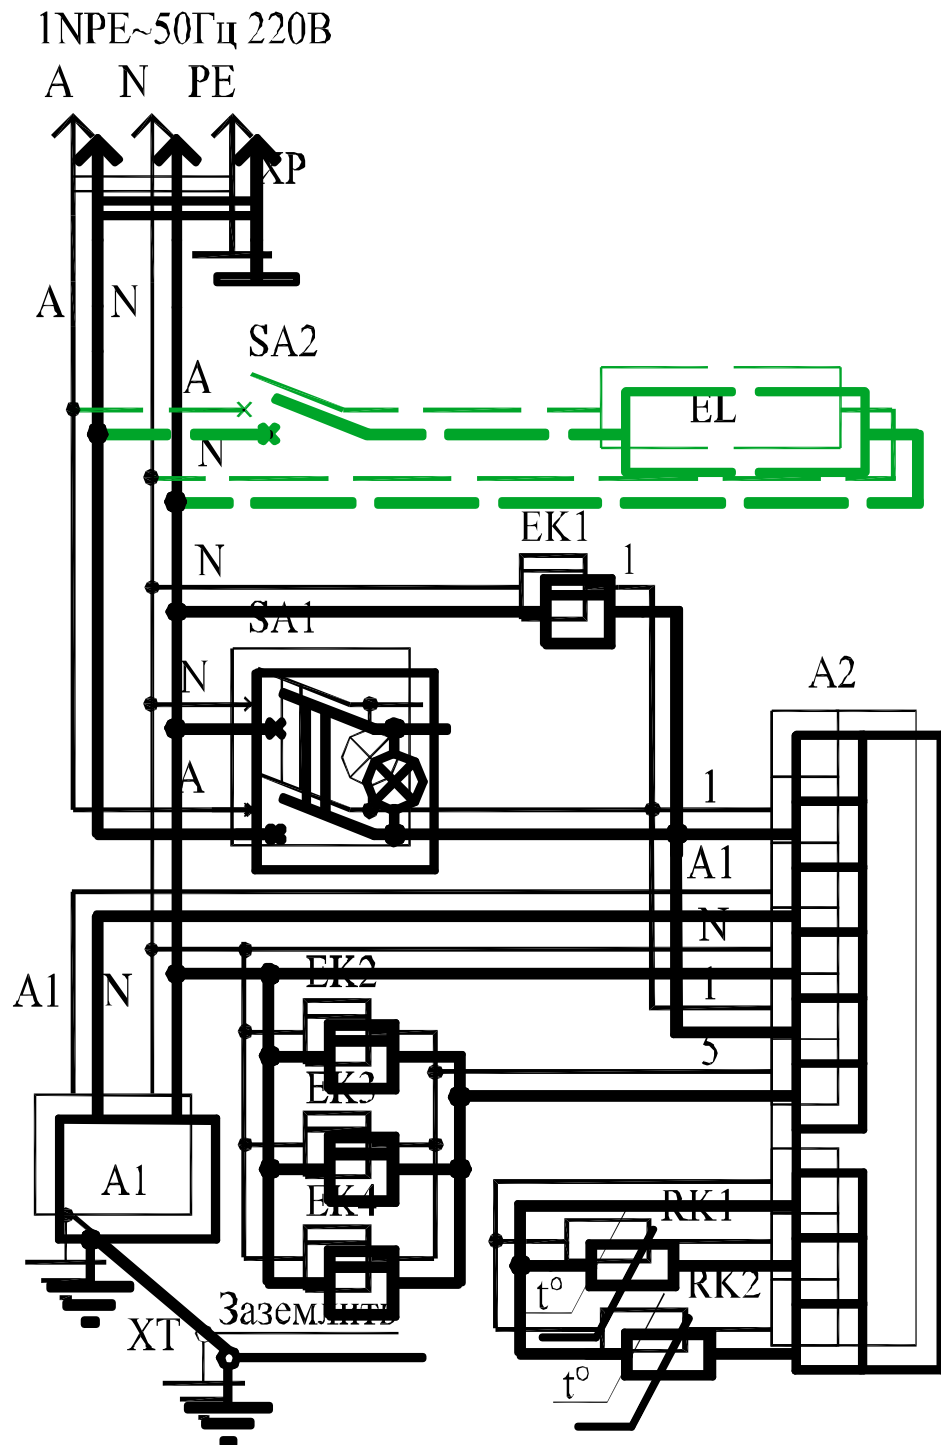 1NPE~50Гц 220В
A N PE
XP
A N
SA2
A
EL
N
EK1
N 1
SA1
N
A2
A
1
A1
N
EK2
A1 N 1
5
EK3
A1
EK4
RK1
RK2
t°
Заземлить
XT
t°